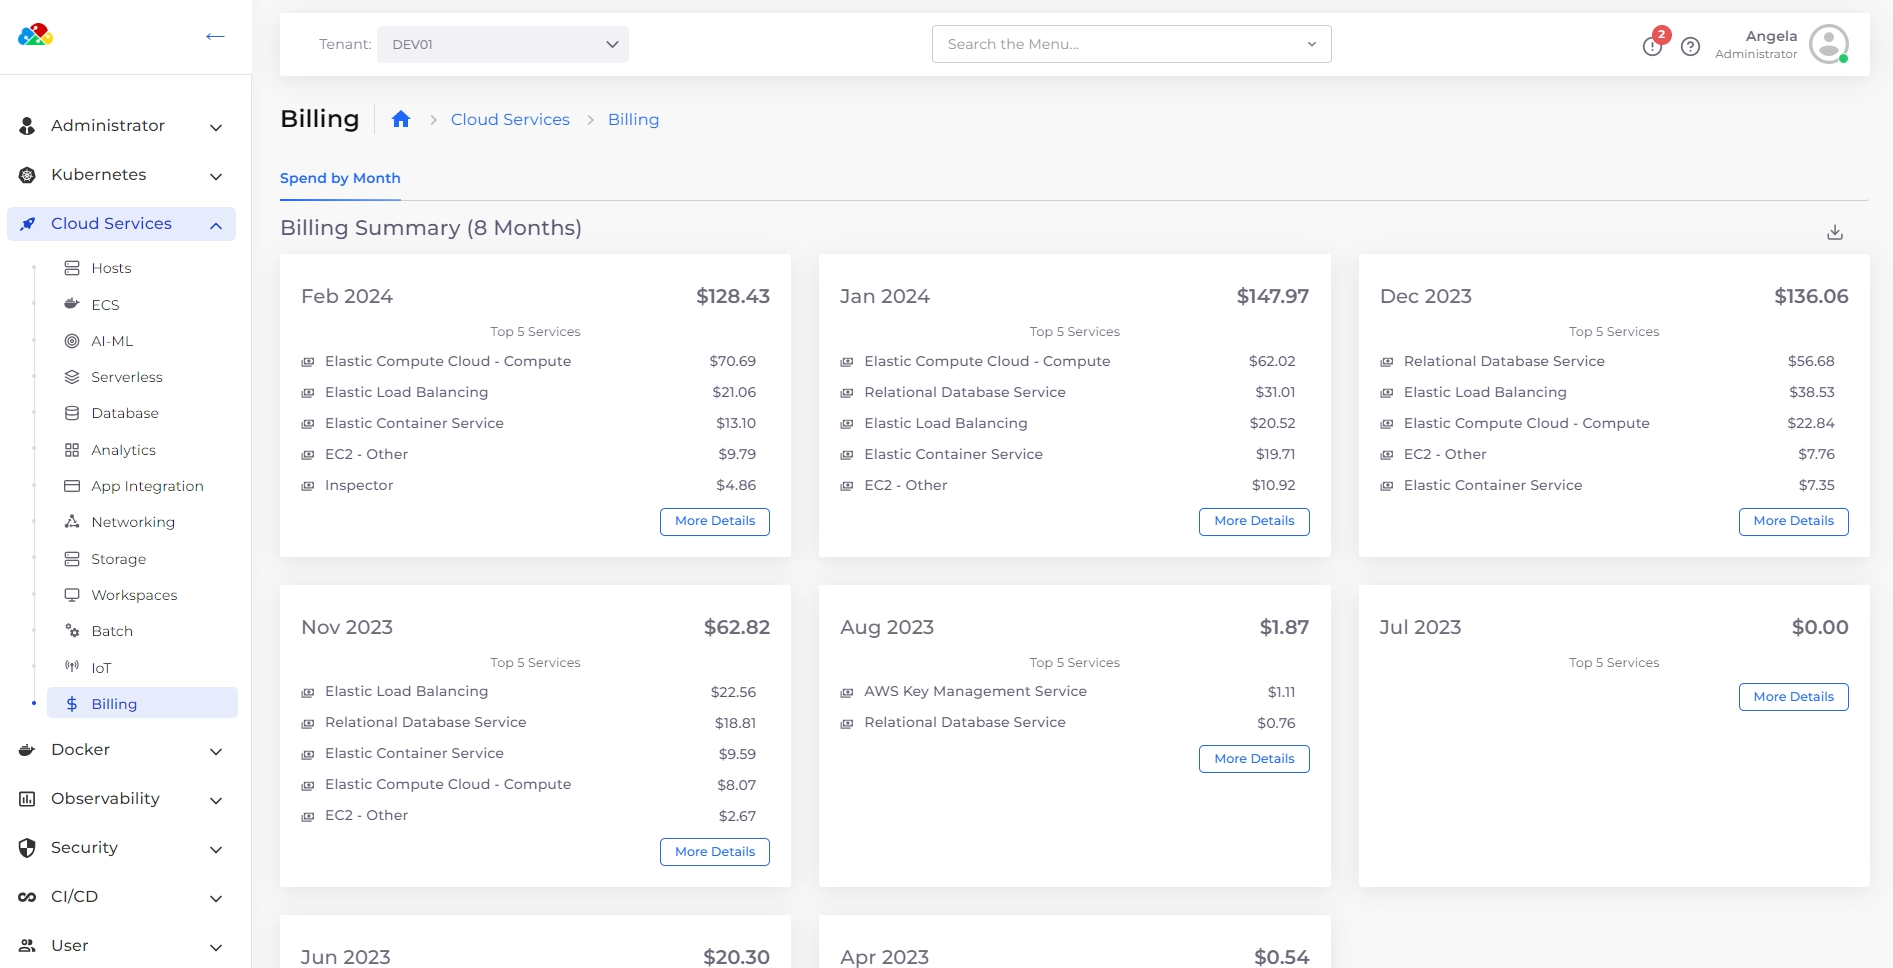 Tenant: DEV01
Search the Menu...
2
Angela
Administrator
Administrator
Kubernetes
Cloud Services
Hosts
ECS
AI-ML
Serverless
Database
Analytics
App Integration
Networking
Storage
Workspaces
Batch
IoT
Billing
Docker
Observability
Security
CI/CD
User
Billing
Cloud Services
Billing
Spend by Month
Billing Summary (8 Months)
Feb 2024 $128.43
Top 5 Services
Elastic Compute Cloud - Compute $70.69
Elastic Load Balancing $21.06
Elastic Container Service $13.10
EC2 - Other $9.79
Inspector $4.86
More Details
Jan 2024 $147.97
Top 5 Services
Elastic Compute Cloud - Compute $62.02
Relational Database Service $31.01
Elastic Load Balancing $20.52
Elastic Container Service $19.71
EC2 - Other $10.92
More Details
Dec 2023 $136.06
Top 5 Services
Relational Database Service $56.68
Elastic Load Balancing $38.53
Elastic Compute Cloud - Compute $22.84
EC2 - Other $7.76
Elastic Container Service $7.35
More Details
Nov 2023 $62.82
Top 5 Services
Elastic Load Balancing $22.56
Relational Database Service $18.81
Elastic Container Service $9.59
Elastic Compute Cloud - Compute $8.07
EC2 - Other $2.67
More Details
Aug 2023 $1.87
Top 5 Services
AWS Key Management Service $1.11
Relational Database Service $0.76
More Details
Jul 2023 $0.00
Top 5 Services
More Details
Jun 2023 $20.30
Apr 2023 $0.54